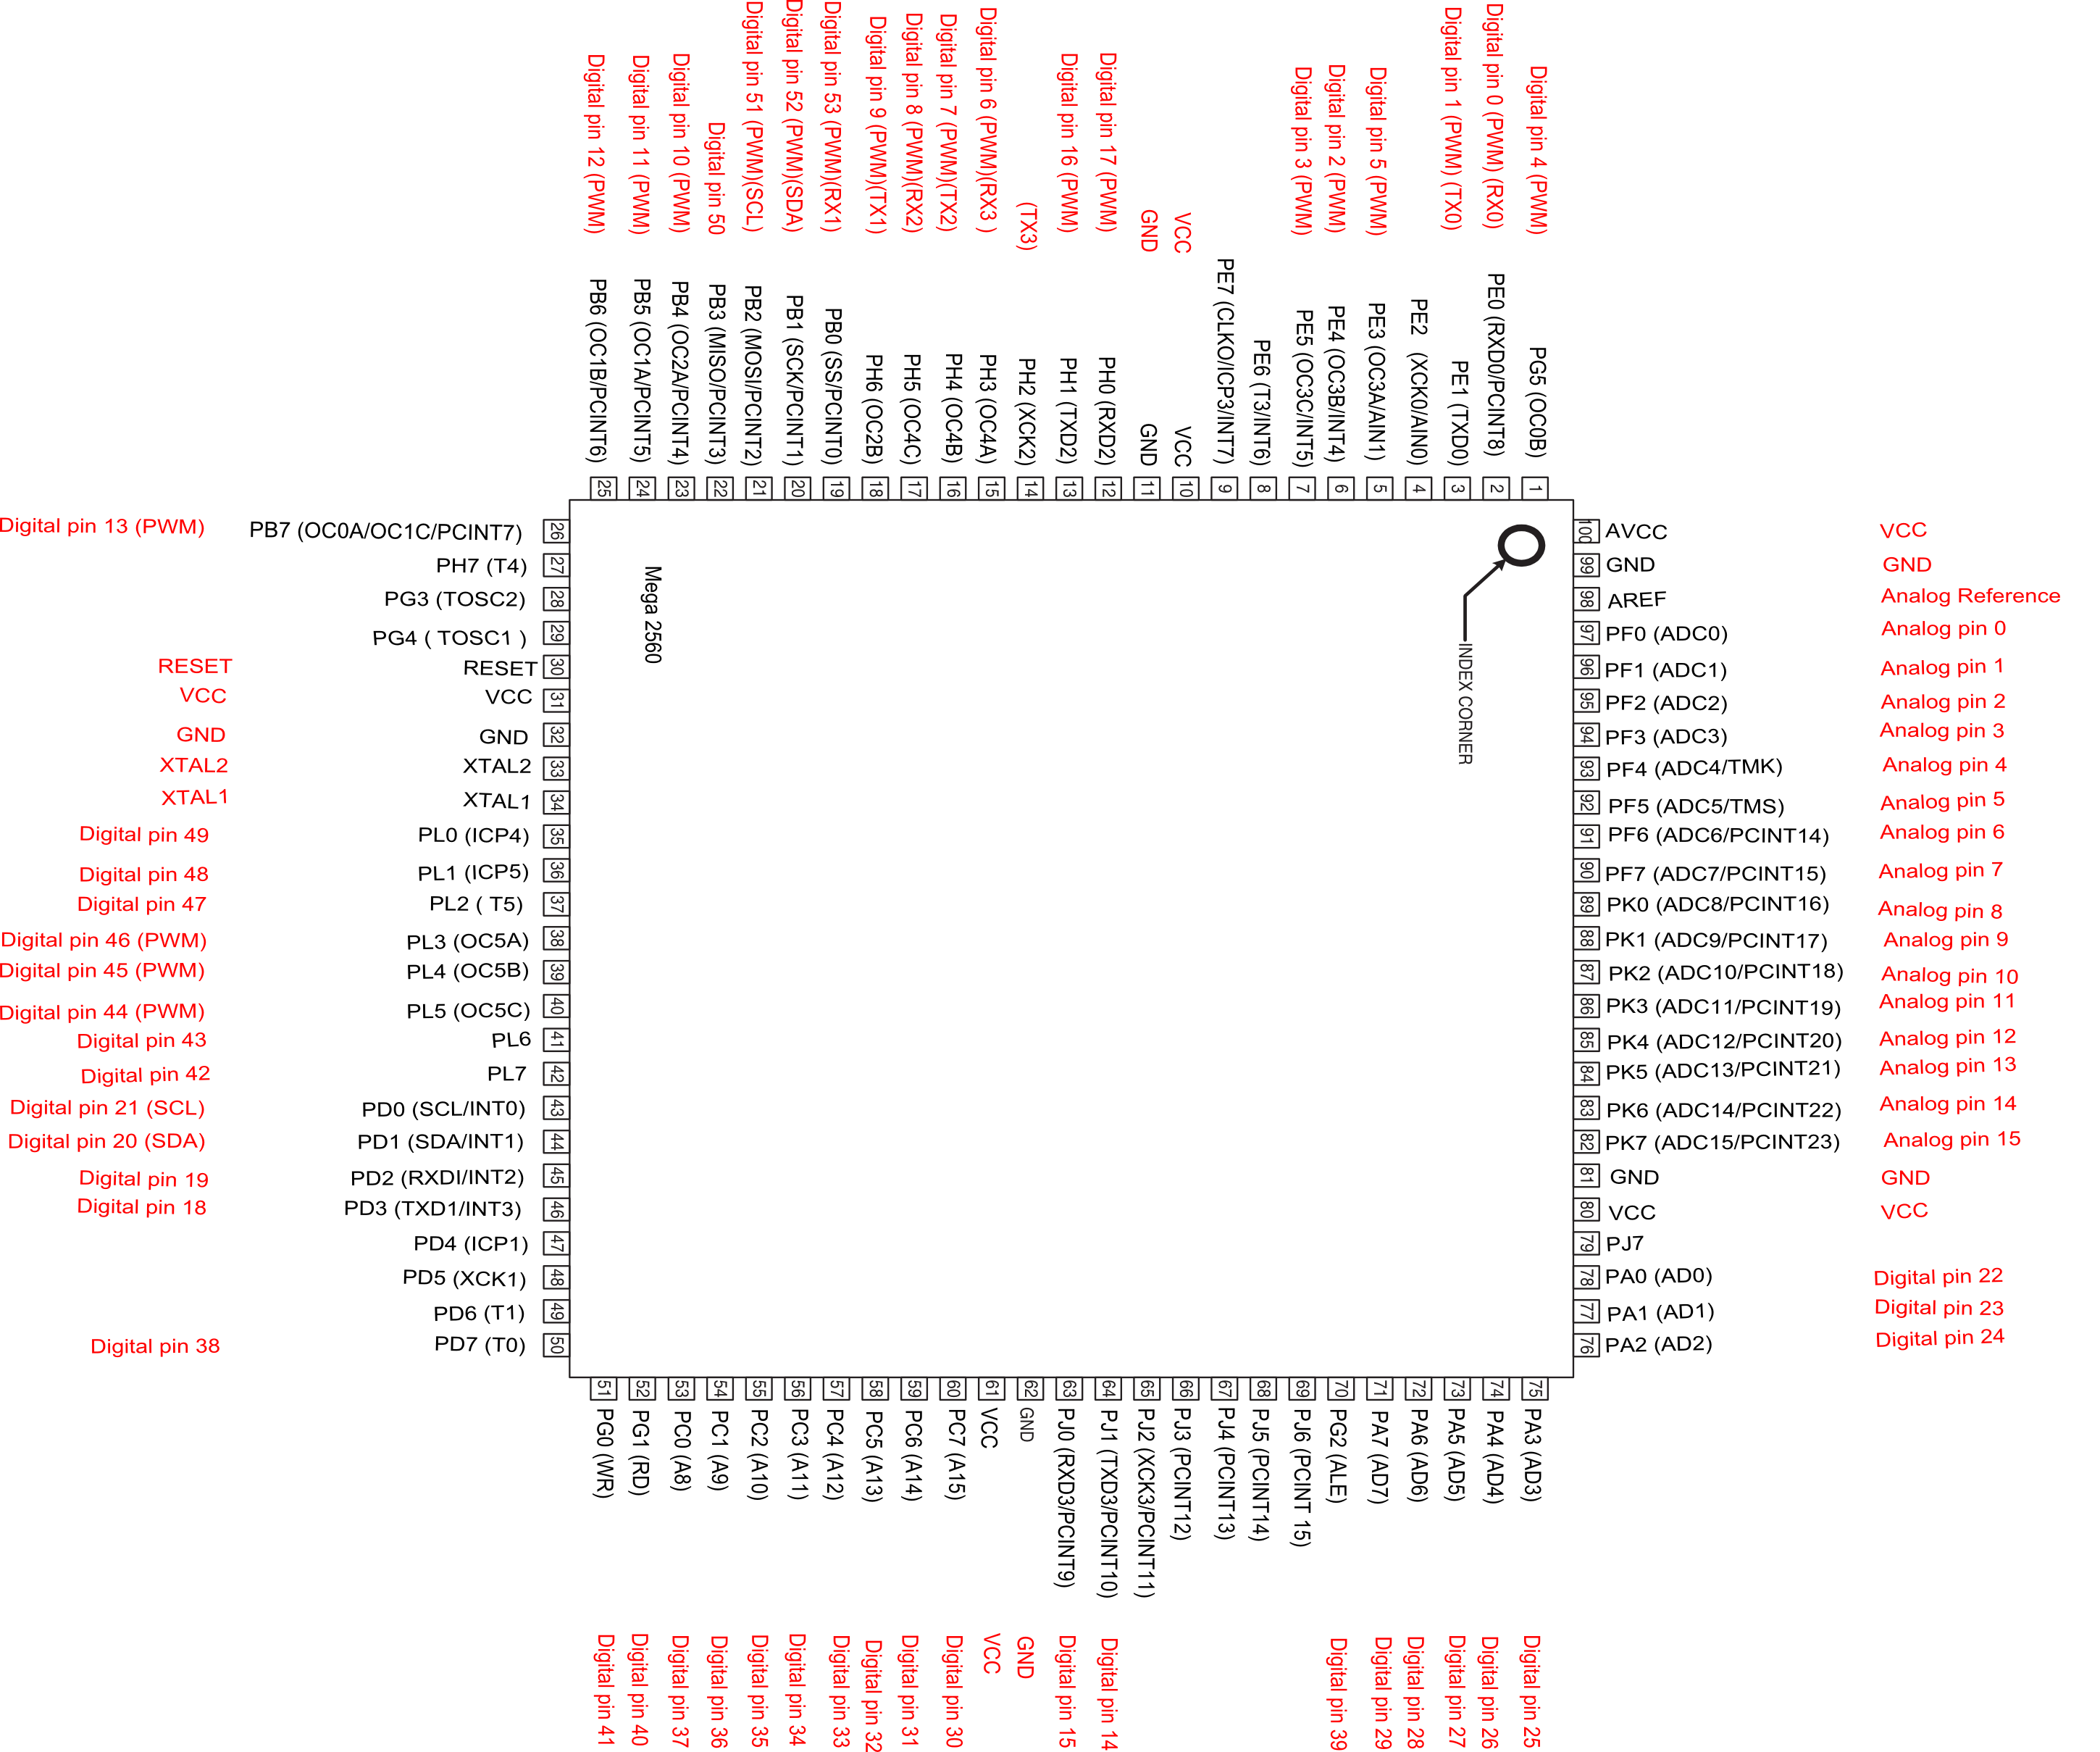 Digital pin 12 (PWM)
Digital pin 11 (PWM)
Digital pin 10 (PWM)
Digital pin 50
Digital pin 51 (PWM)(SCL)
Digital pin 52 (PWM)(SDA)
Digital pin 53 (PWM)(RX1)
Digital pin 9 (PWM)(TX1)
Digital pin 8 (PWM)(RX2)
Digital pin 7 (PWM)(TX2)
Digital pin 6 (PWM)(RX3 )
(TX3)
Digital pin 16 (PWM)
Digital pin 17 (PWM)
GND
VCC
Digital pin 3 (PWM)
Digital pin 2 (PWM)
Digital pin 5 (PWM)
Digital pin 1 (PWM) (TX0)
Digital pin 0 (PWM) (RX0)
Digital pin 4 (PWM)
PB6 (OC1B/PCINT6)
PB5 (OC1A/PCINT5)
PB4 (OC2A/PCINT4)
PB3 (MISO/PCINT3)
PB2 (MOSI/PCINT2)
PB1 (SCK/PCINT1)
PB0 (SS/PCINT0)
PH6 (OC2B)
PH5 (OC4C)
PH4 (OC4B)
PH3 (OC4A)
PH2 (XCK2)
PH1 (TXD2)
PH0 (RXD2)
GND
VCC
PE7 (CLKO/ICP3/INT7)
PE6 (T3/INT6)
PE5 (OC3C/INT5)
PE4 (OC3B/INT4)
PE3 (OC3A/AIN1)
PE2 (XCK0/AIN0)
PE1 (TXD0)
PE0 (RXD0/PCINT8)
PG5 (OC0B)
25 24 23 22 21 20 19 18 17 16 15 14 13 12 11 10 9 8 7 6 5 4 3 2 1
Digital pin 13 (PWM) PB7 (OC0A/OC1C/PCINT7) 26
PH7 (T4) 27
PG3 (TOSC2) 28
PG4 ( TOSC1 ) 29
RESET RESET 30
VCC VCC 31
GND GND 32
XTAL2 XTAL2 33
XTAL1 XTAL1 34
Digital pin 49 PL0 (ICP4) 35
Digital pin 48 PL1 (ICP5) 36
Digital pin 47 PL2 ( T5) 37
Digital pin 46 (PWM) PL3 (OC5A) 38
Digital pin 45 (PWM) PL4 (OC5B) 39
Digital pin 44 (PWM) PL5 (OC5C) 40
Digital pin 43 PL6 41
Digital pin 42 PL7 42
Digital pin 21 (SCL) PD0 (SCL/INT0) 43
Digital pin 20 (SDA) PD1 (SDA/INT1) 44
Digital pin 19 PD2 (RXDI/INT2) 45
Digital pin 18 PD3 (TXD1/INT3) 46
PD4 (ICP1) 47
PD5 (XCK1) 48
PD6 (T1) 49
Digital pin 38 PD7 (T0) 50
Mega 2560
INDEX CORNER
100 AVCC VCC
99 GND GND
98 AREF Analog Reference
97 PF0 (ADC0) Analog pin 0
96 PF1 (ADC1) Analog pin 1
95 PF2 (ADC2) Analog pin 2
94 PF3 (ADC3) Analog pin 3
93 PF4 (ADC4/TMK) Analog pin 4
92 PF5 (ADC5/TMS) Analog pin 5
91 PF6 (ADC6/PCINT14) Analog pin 6
90 PF7 (ADC7/PCINT15) Analog pin 7
89 PK0 (ADC8/PCINT16) Analog pin 8
88 PK1 (ADC9/PCINT17) Analog pin 9
87 PK2 (ADC10/PCINT18) Analog pin 10
86 PK3 (ADC11/PCINT19) Analog pin 11
85 PK4 (ADC12/PCINT20) Analog pin 12
84 PK5 (ADC13/PCINT21) Analog pin 13
83 PK6 (ADC14/PCINT22) Analog pin 14
82 PK7 (ADC15/PCINT23) Analog pin 15
81 GND GND
80 VCC VCC
79 PJ7
78 PA0 (AD0) Digital pin 22
77 PA1 (AD1) Digital pin 23
76 PA2 (AD2) Digital pin 24
51 52 53 54 55 56 57 58 59 60 61 62 63 64 65 66 67 68 69 70 71 72 73 74 75
PG0 (WR)
PG1 (RD)
PC0 (A8)
PC1 (A9)
PC2 (A10)
PC3 (A11)
PC4 (A12)
PC5 (A13)
PC6 (A14)
PC7 (A15)
VCC
GND
PJ0 (RXD3/PCINT9)
PJ1 (TXD3/PCINT10)
PJ2 (XCK3/PCINT11)
PJ3 (PCINT12)
PJ4 (PCINT13)
PJ5 (PCINT14)
PJ6 (PCINT 15)
PG2 (ALE)
PA7 (AD7)
PA6 (AD6)
PA5 (AD5)
PA4 (AD4)
PA3 (AD3)
Digital pin 41
Digital pin 40
Digital pin 37
Digital pin 36
Digital pin 35
Digital pin 34
Digital pin 33
Digital pin 32
Digital pin 31
Digital pin 30
VCC
GND
Digital pin 15
Digital pin 14
Digital pin 39
Digital pin 29
Digital pin 28
Digital pin 27
Digital pin 26
Digital pin 25